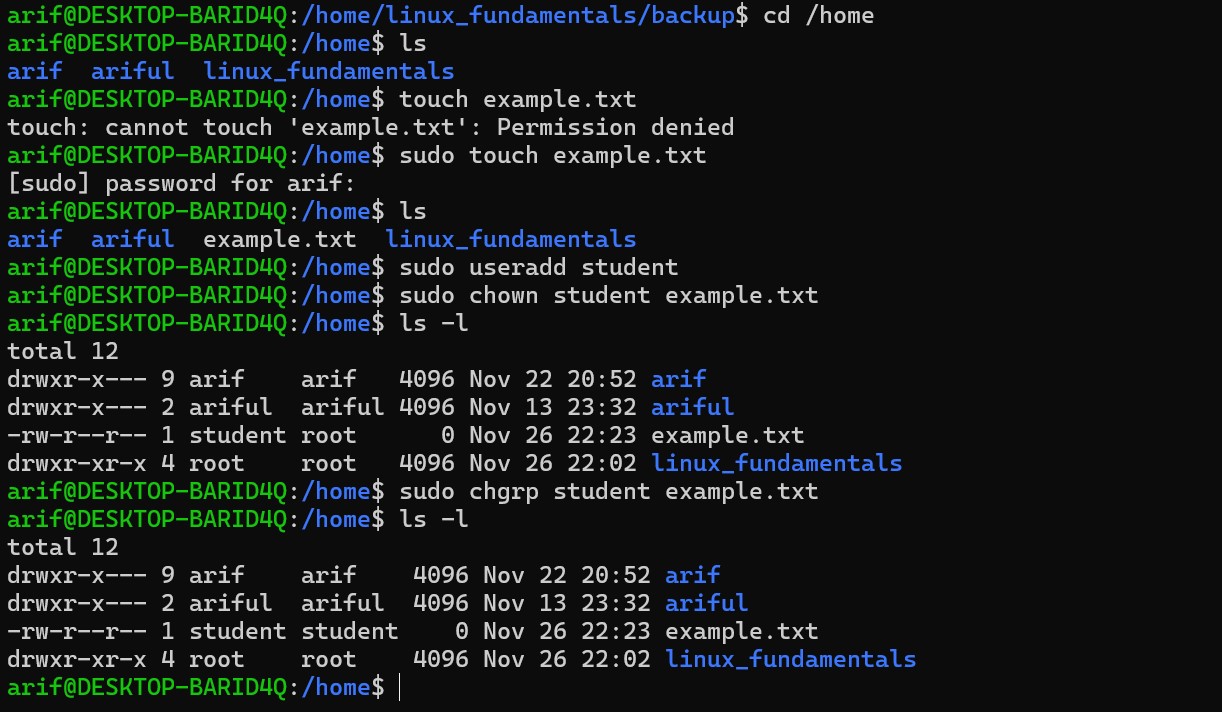 arif@DESKTOP-BARID4Q:/home/linux_fundamentals/backup$ cd /home
arif@DESKTOP-BARID4Q:/home$ ls
arif  ariful  linux_fundamentals
arif@DESKTOP-BARID4Q:/home$ touch example.txt
touch: cannot touch 'example.txt': Permission denied
arif@DESKTOP-BARID4Q:/home$ sudo touch example.txt
[sudo] password for arif:
arif@DESKTOP-BARID4Q:/home$ ls
arif  ariful  example.txt  linux_fundamentals
arif@DESKTOP-BARID4Q:/home$ sudo useradd student
arif@DESKTOP-BARID4Q:/home$ sudo chown student example.txt
arif@DESKTOP-BARID4Q:/home$ ls -l
total 12
drwxr-x--- 9 arif    arif   4096 Nov 22 20:52 arif
drwxr-x--- 2 ariful  ariful 4096 Nov 13 23:32 ariful
-rw-r--r-- 1 student root      0 Nov 26 22:23 example.txt
drwxr-xr-x 4 root    root   4096 Nov 26 22:02 linux_fundamentals
arif@DESKTOP-BARID4Q:/home$ sudo chgrp student example.txt
arif@DESKTOP-BARID4Q:/home$ ls -l
total 12
drwxr-x--- 9 arif    arif    4096 Nov 22 20:52 arif
drwxr-x--- 2 ariful  ariful  4096 Nov 13 23:32 ariful
-rw-r--r-- 1 student student    0 Nov 26 22:23 example.txt
drwxr-xr-x 4 root    root    4096 Nov 26 22:02 linux_fundamentals
arif@DESKTOP-BARID4Q:/home$